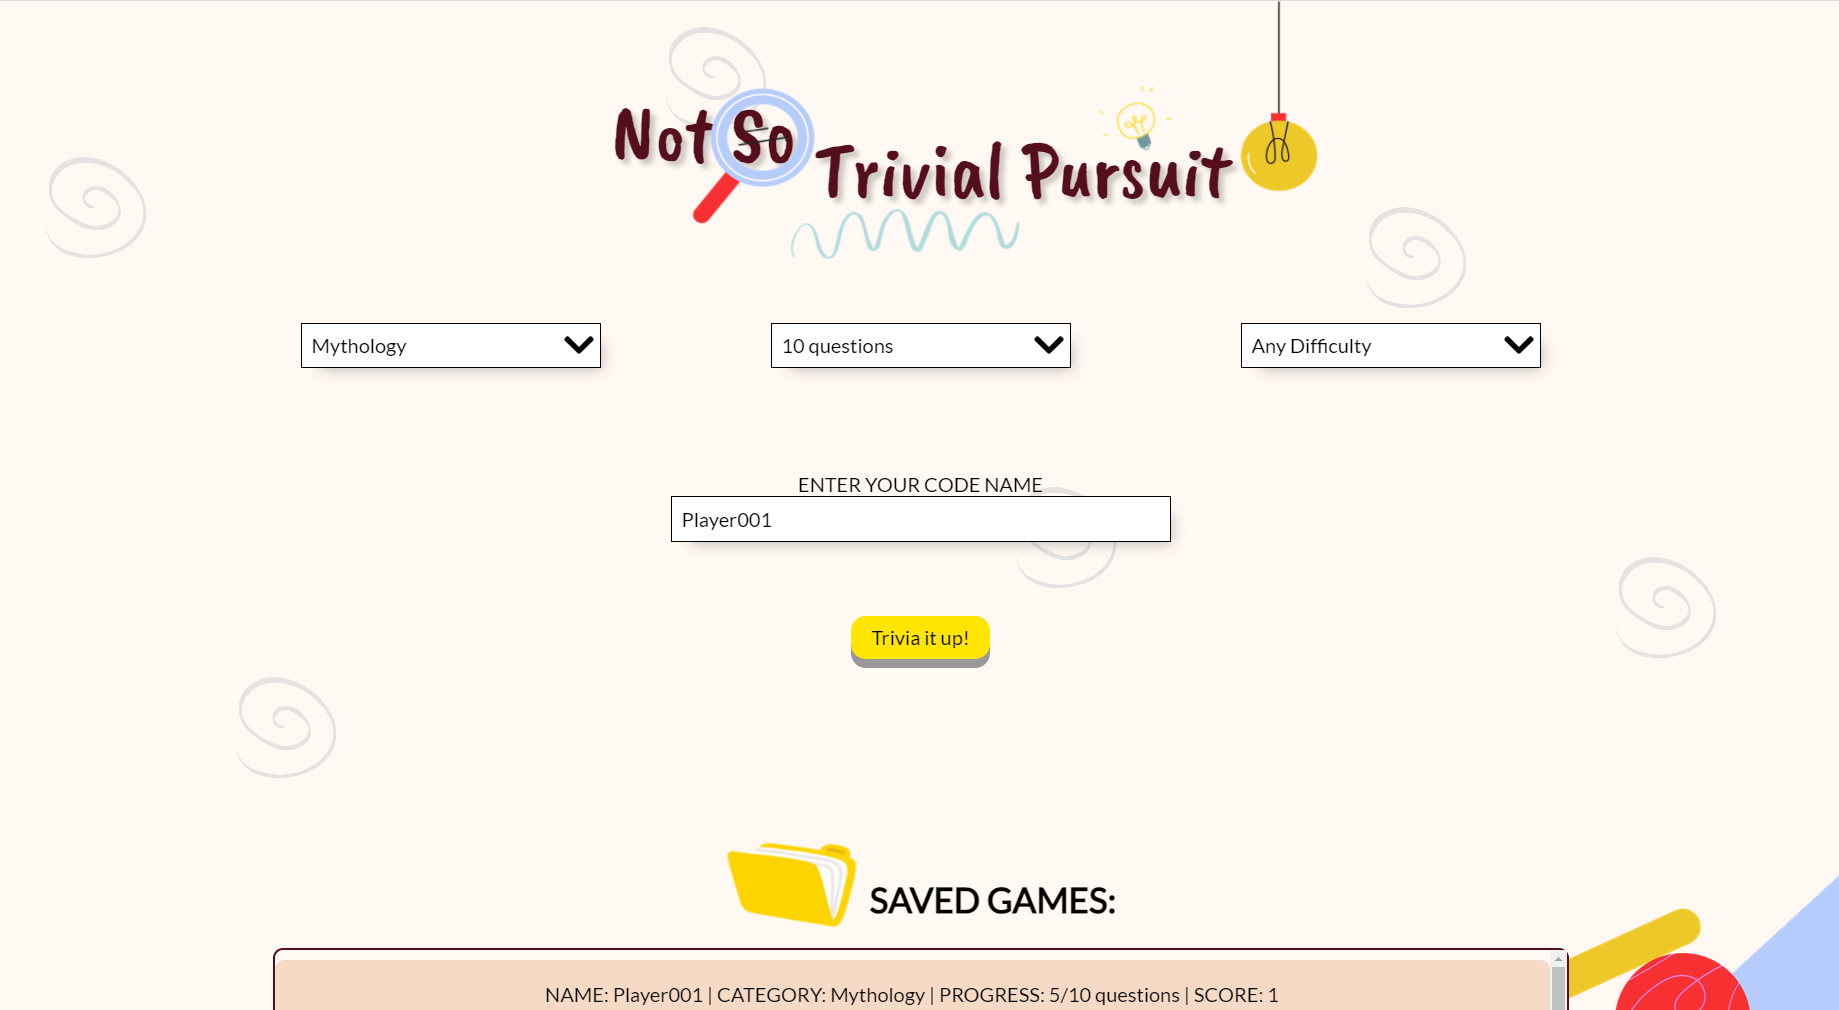 Not So
Trivial Pursuit
Mythology
10 questions
Any Difficulty
ENTER YOUR CODE NAME
Player001
Trivia it up!
SAVED GAMES:
NAME: Player001 | CATEGORY: Mythology | PROGRESS: 5/10 questions | SCORE: 1